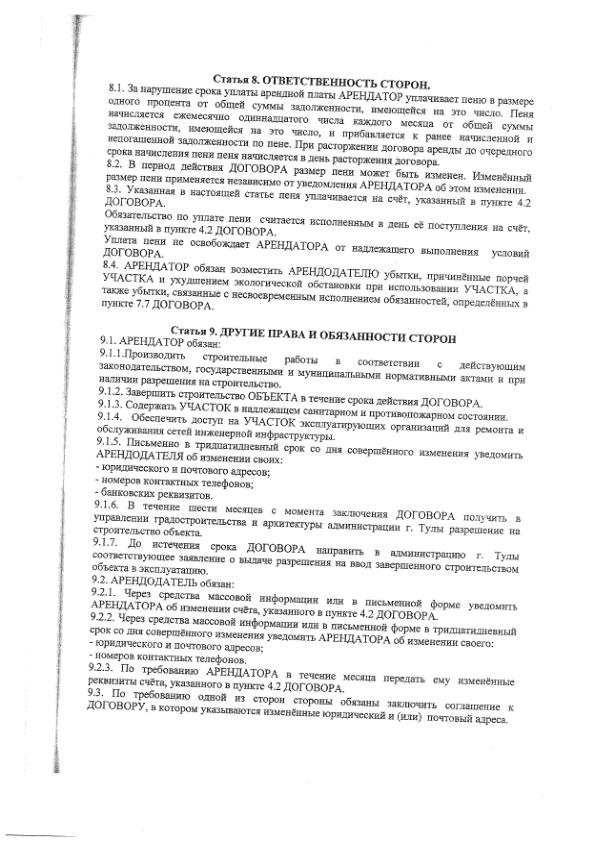 Статья 8. ОТВЕТСТВЕННОСТЬ СТОРОН.
8.1. За нарушение срока уплаты арендной платы АРЕНДАТОР уплачивает пеню в размере
одного процента от общей суммы задолженности, имеющейся на это число. Пеня
начисляется ежемесячно одиннадцатого числа каждого месяца от общей суммы
задолженности, имеющейся на это число, и прибавляется к ранее начисленной и
непогашенной задолженности по пене. При расторжении договора аренды до очередного
срока начисления пени пеня начисляется в день расторжения договора.
8.2. В период действия ДОГОВОРА размер пени может быть изменен. Изменённый
размер пени применяется независимо от уведомления АРЕНДАТОРА об этом изменении.
8.3. Указанная в настоящей статье пеня уплачивается на счёт, указанный в пункте 4.2
ДОГОВОРА.
Обязательство по уплате пени считается исполненным в день её поступления на счёт,
указанный в пункте 4.2 ДОГОВОРА.
Уплата пени не освобождает АРЕНДАТОРА от надлежащего выполнения условий
ДОГОВОРА.
8.4. АРЕНДАТОР обязан возместить АРЕНДОДАТЕЛЮ убытки, причинённые порчей
УЧАСТКА и ухудшением экологической обстановки при использовании УЧАСТКА, а
также убытки, связанные с несвоевременным исполнением обязанностей, определённых в
пункте 7.7 ДОГОВОРА.
Статья 9. ДРУГИЕ ПРАВА И ОБЯЗАННОСТИ СТОРОН
9.1. АРЕНДАТОР обязан:
9.1.1.Производить строительные работы в соответствии с действующим
законодательством, государственными и муниципальными нормативными актами и при
наличии разрешения на строительство.
9.1.2. Завершить строительство ОБЪЕКТА в течение срока действия ДОГОВОРА.
9.1.3. Содержать УЧАСТОК в надлежащем санитарном и противопожарном состоянии.
9.1.4. Обеспечить доступ на УЧАСТОК эксплуатирующих организаций для ремонта и
обслуживания сетей инженерной инфраструктуры.
9.1.5. Письменно в тридцатидневный срок со дня совершённого изменения уведомить
АРЕНДОДАТЕЛЯ об изменении своих:
- юридического и почтового адресов;
- номеров контактных телефонов;
- банковских реквизитов.
9.1.6. В течение шести месяцев с момента заключения ДОГОВОРА получить в
управлении градостроительства и архитектуры администрации г. Тулы разрешение на
строительство объекта.
9.1.7. До истечения срока ДОГОВОРА направить в администрацию г. Тулы
соответствующее заявление о выдаче разрешения на ввод завершенного строительством
объекта в эксплуатацию.
9.2. АРЕНДОДАТЕЛЬ обязан:
9.2.1. Через средства массовой информации или в письменной форме уведомить
АРЕНДАТОРА об изменении счёта, указанного в пункте 4.2 ДОГОВОРА.
9.2.2. Через средства массовой информации или в письменной форме в тридцатидневный
срок со дня совершённого изменения уведомить АРЕНДАТОРА об изменении своего:
- юридического и почтового адресов;
- номеров контактных телефонов.
9.2.3. По требованию АРЕНДАТОРА в течение месяца передать ему изменённые
реквизиты счёта, указанного в пункте 4.2 ДОГОВОРА.
9.3. По требованию одной из сторон стороны обязаны заключить соглашение к
ДОГОВОРУ, в котором указываются изменённые юридический и (или) почтовый адреса.